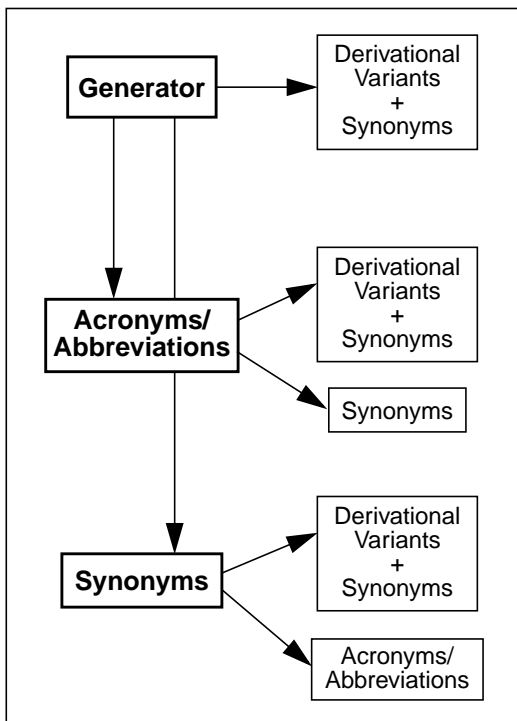 Generator
Derivational
Variants
+
Synonyms
Acronyms/
Abbreviations
Derivational
Variants
+
Synonyms
Synonyms
Synonyms
Derivational
Variants
+
Synonyms
Acronyms/
Abbreviations